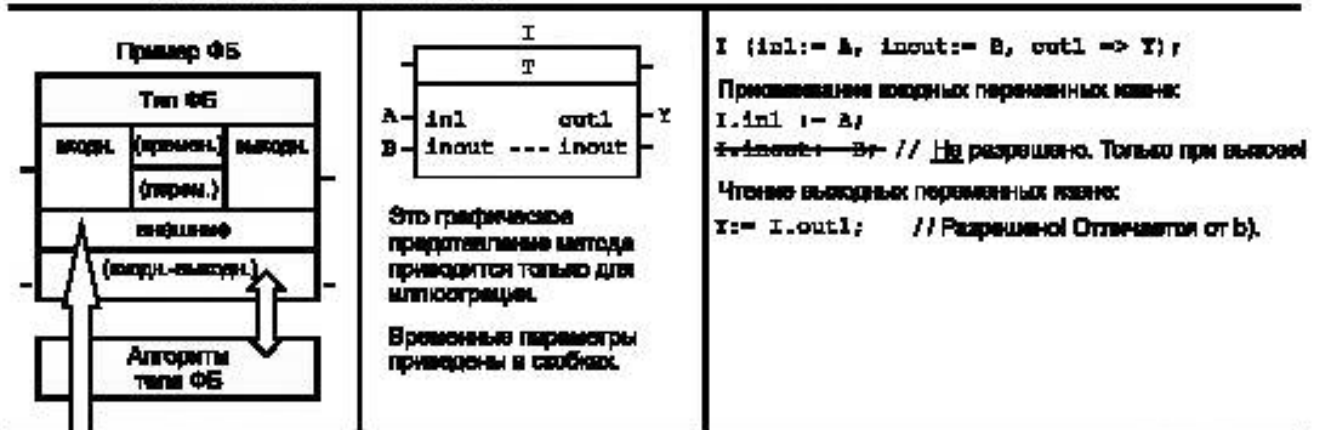 Пример ФБ
Тип ФБ
входн. (времен.) выходн.
(перем.)
внешние
(входн.-выходн.)
Алгоритм
типа ФБ
I
T
A in1 out1 Y
B inout --- inout
Это графическое
представление метода
приводится только для
иллюстрации.
Временные параметры
приведены в скобках.
I (in1:= A, inout:= B, out1 => Y);
Присваивание входных переменных извне:
I.in1 := A;
I.inout:= B; // Не разрешено. Только при вызове!
Чтение выходных переменных извне:
Y:= I.out1; // Разрешено! Отличается от b).